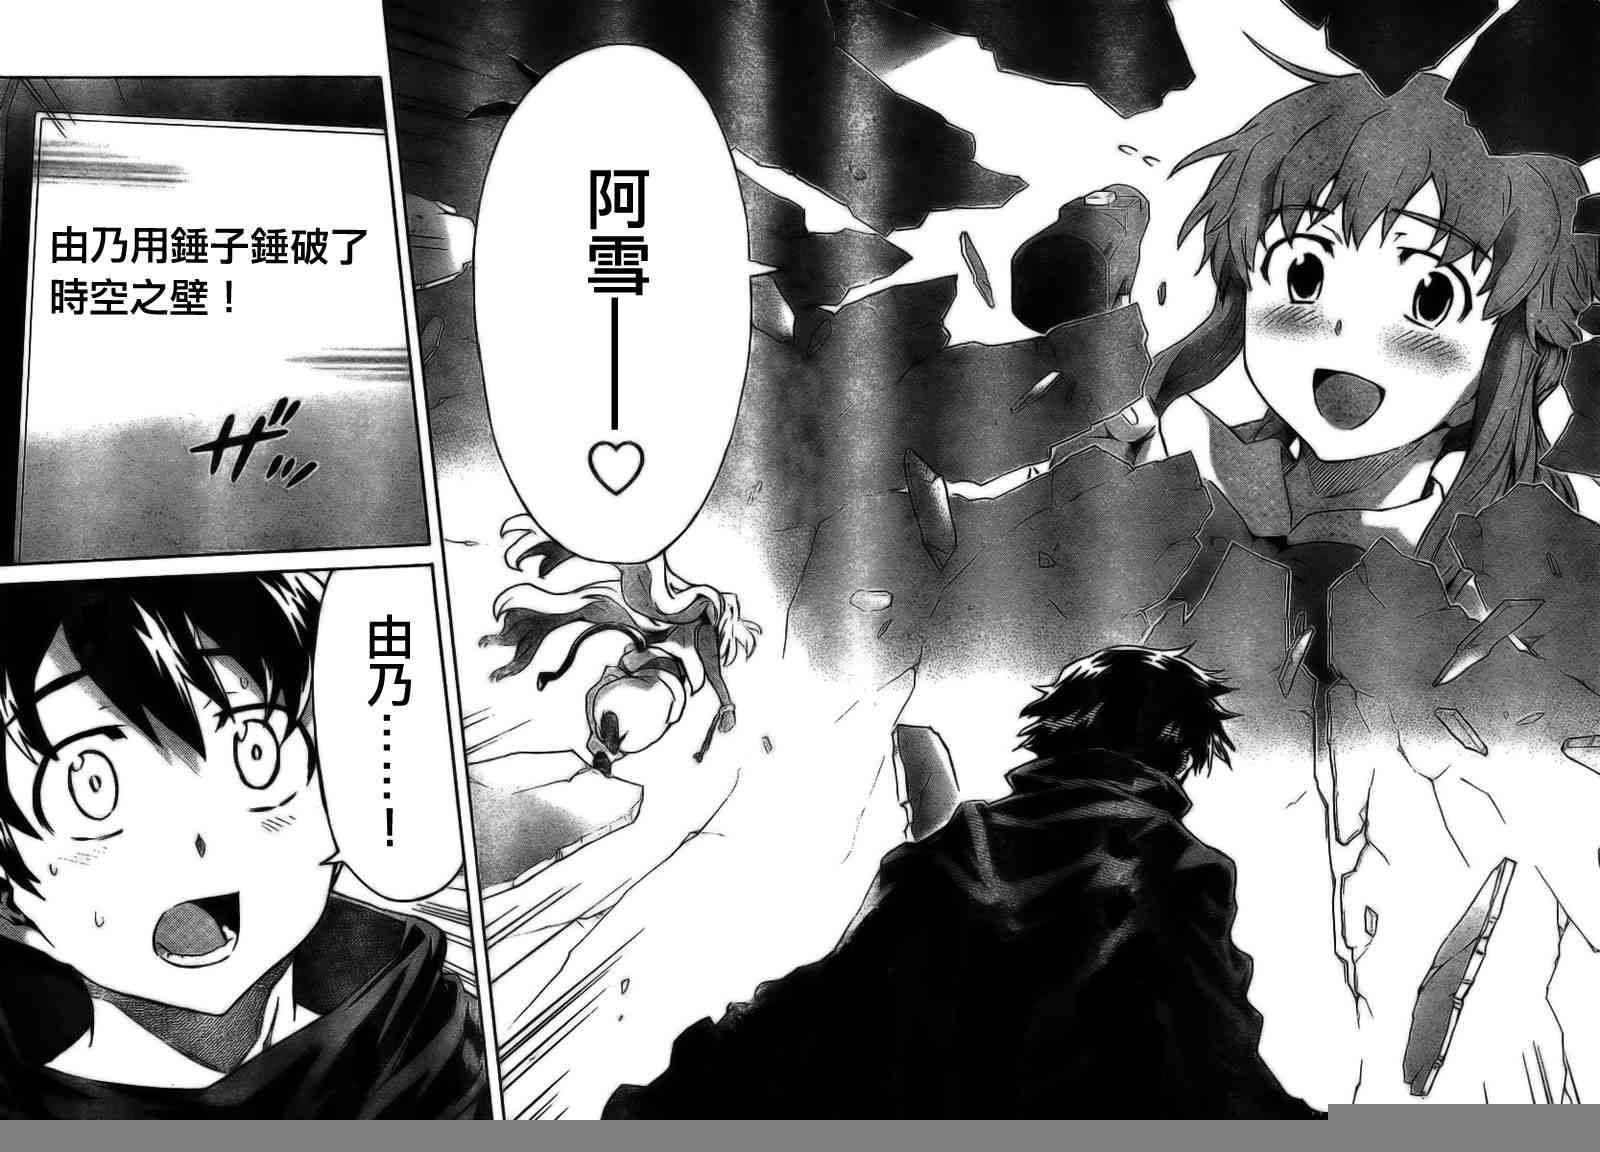 阿雪——♡
由乃用錘子錘破了
時空之壁！
ザッ
由乃……！